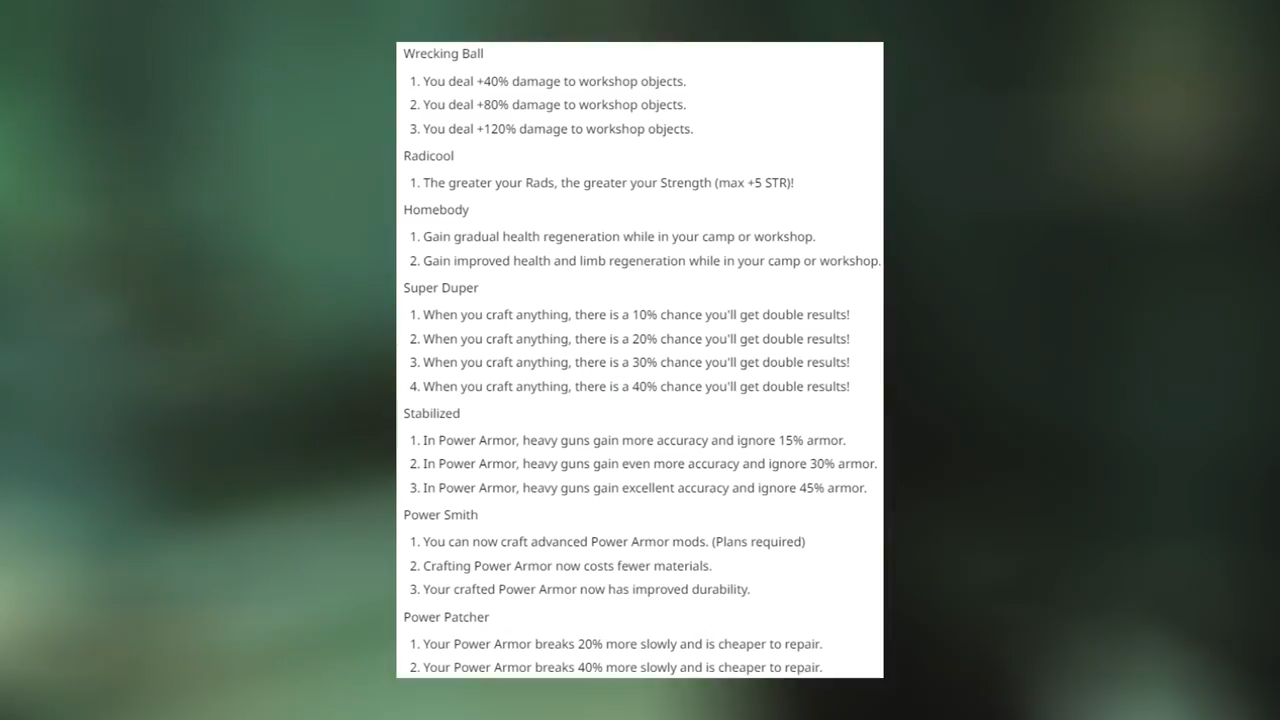 Wrecking Ball
1. You deal +40% damage to workshop objects.
2. You deal +80% damage to workshop objects.
3. You deal +120% damage to workshop objects.
Radicool
1. The greater your Rads, the greater your Strength (max +5 STR)!
Homebody
1. Gain gradual health regeneration while in your camp or workshop.
2. Gain improved health and limb regeneration while in your camp or workshop.
Super Duper
1. When you craft anything, there is a 10% chance you'll get double results!
2. When you craft anything, there is a 20% chance you'll get double results!
3. When you craft anything, there is a 30% chance you'll get double results!
4. When you craft anything, there is a 40% chance you'll get double results!
Stabilized
1. In Power Armor, heavy guns gain more accuracy and ignore 15% armor.
2. In Power Armor, heavy guns gain even more accuracy and ignore 30% armor.
3. In Power Armor, heavy guns gain excellent accuracy and ignore 45% armor.
Power Smith
1. You can now craft advanced Power Armor mods. (Plans required)
2. Crafting Power Armor now costs fewer materials.
3. Your crafted Power Armor now has improved durability.
Power Patcher
1. Your Power Armor breaks 20% more slowly and is cheaper to repair.
2. Your Power Armor breaks 40% more slowly and is cheaper to repair.